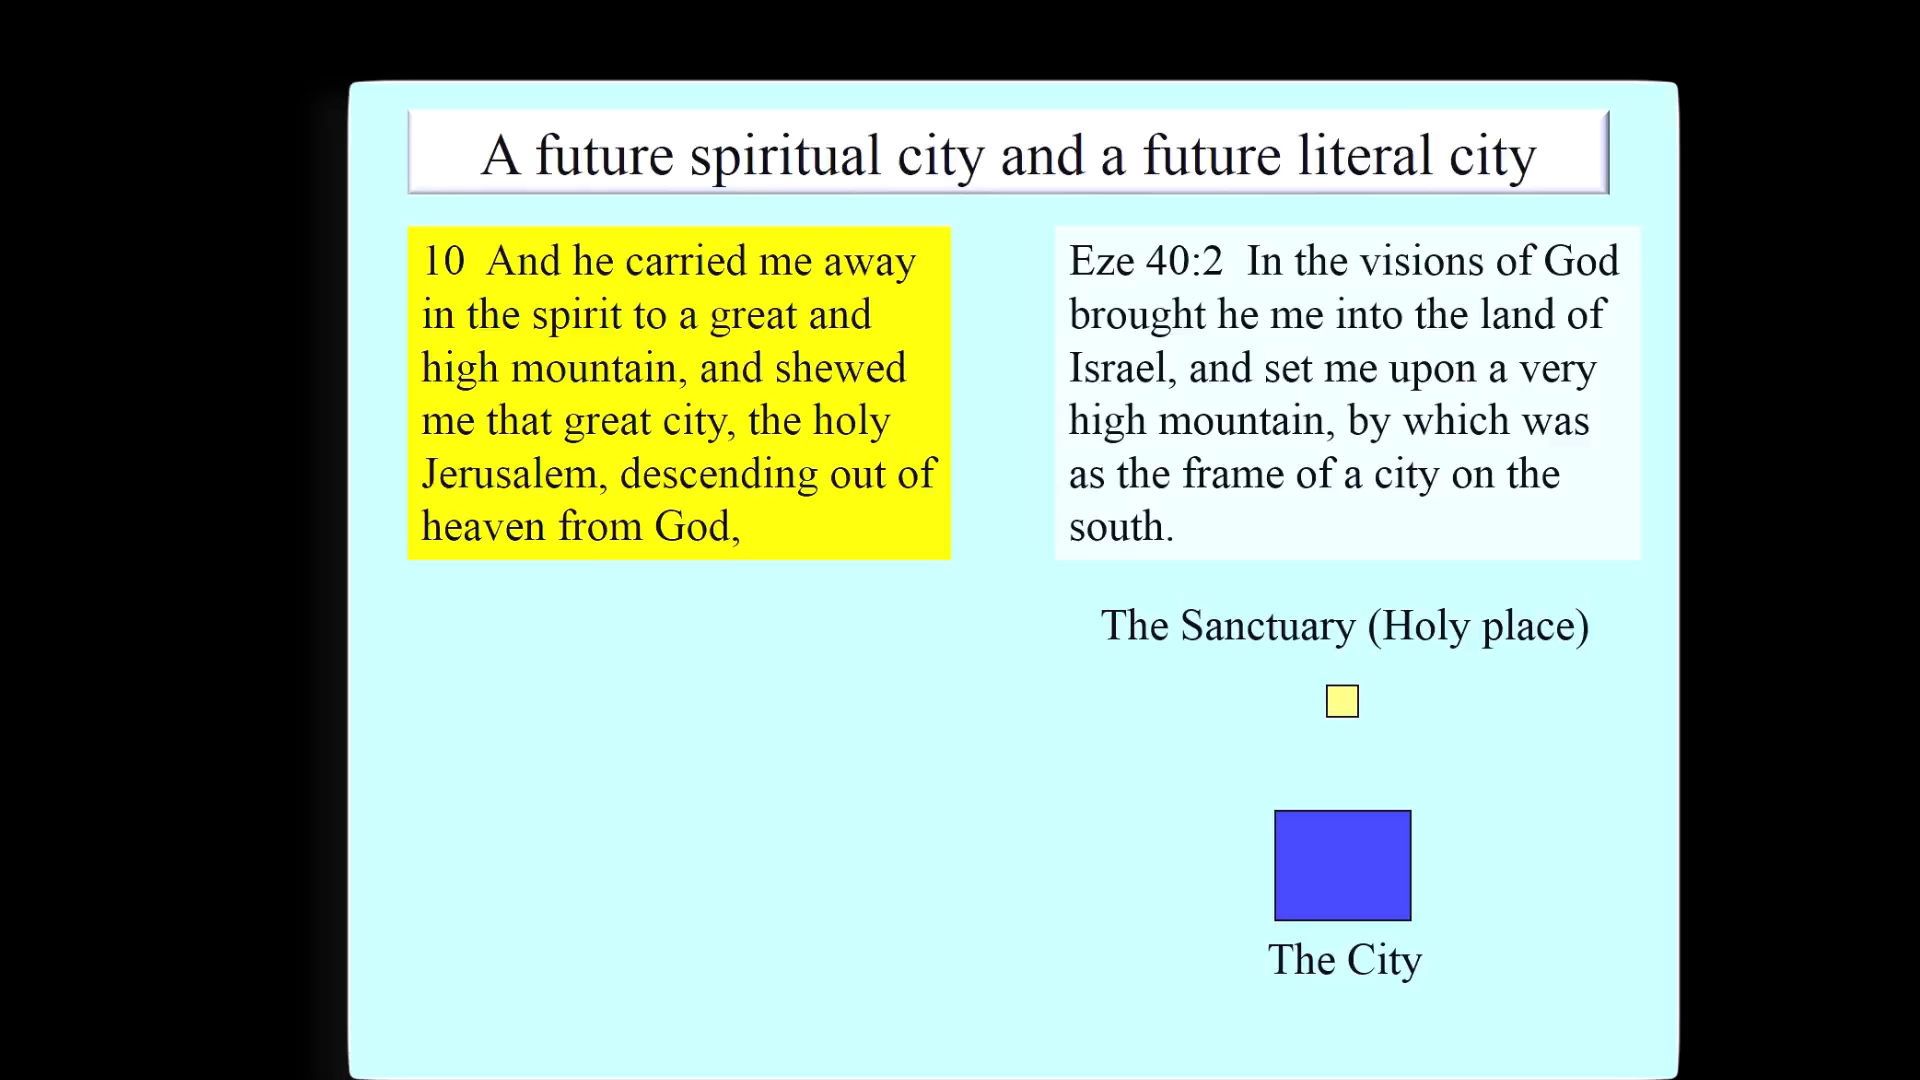 A future spiritual city and a future literal city
10 And he carried me away
in the spirit to a great and
high mountain, and shewed
me that great city, the holy
Jerusalem, descending out of
heaven from God,
Eze 40:2 In the visions of God
brought he me into the land of
Israel, and set me upon a very
high mountain, by which was
as the frame of a city on the
south.
The Sanctuary (Holy place)
The City